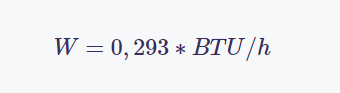 W = 0,293 * BTU/h